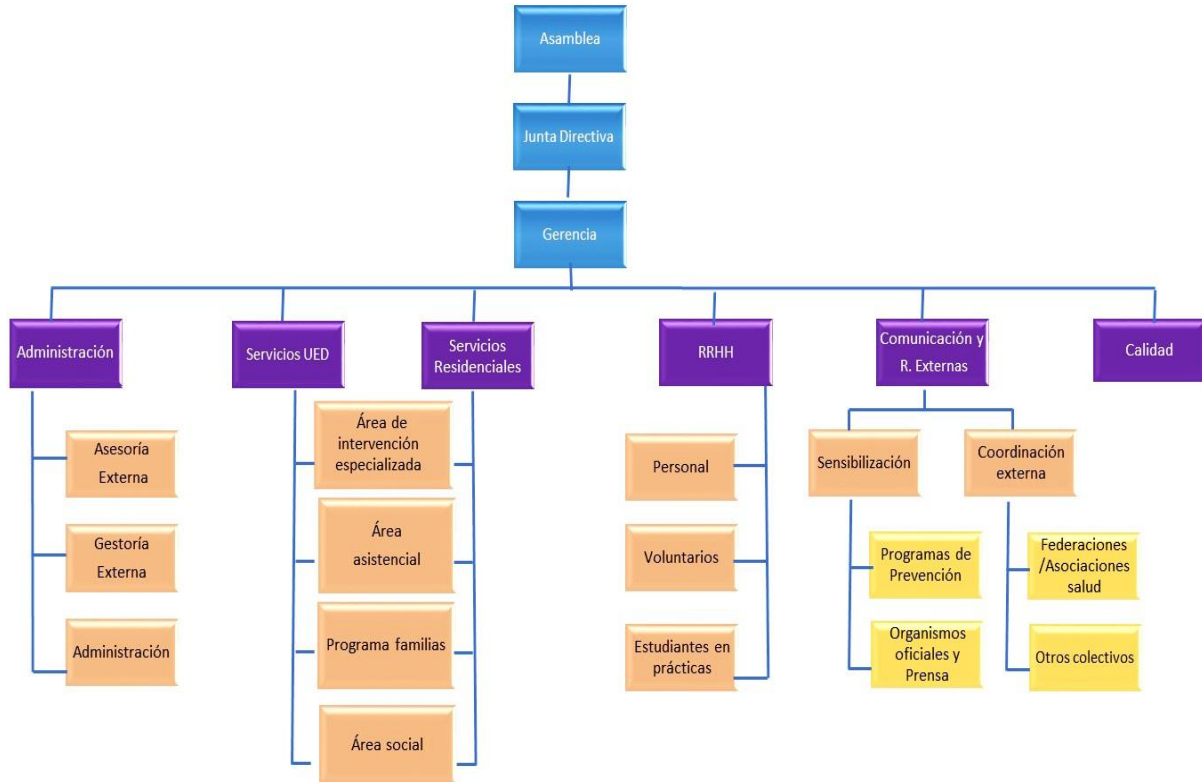 Asamblea
Junta Directiva
Gerencia
Administración
Servicios UED
Servicios
Residenciales
RRHH
Comunicación y
R. Externas
Calidad
Asesoría
Externa
Gestoría
Externa
Administración
Área de
intervención
especializada
Área
asistencial
Programa familias
Área social
Personal
Voluntarios
Estudiantes en
prácticas
Sensibilización
Coordinación
externa
Programas de
Prevención
Organismos
oficiales y
Prensa
Federaciones
/Asociaciones
salud
Otros colectivos